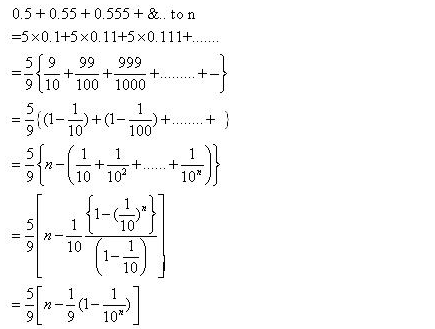 0.5 + 0.55 + 0.555 + &.. to n
=5×0.1+5×0.11+5×0.111+.......
=5/9{9/10+99/100+999/1000+.........+–}
=5/9{(1–1/10)+(1–1/100)+........+ }
=5/9{n–(1/10+1/10²+......+1/10ⁿ)}
=5/9[n–1/10{1–(1/10)ⁿ}/(1–1/10)]
=5/9[n–1/9(1–1/10ⁿ)]